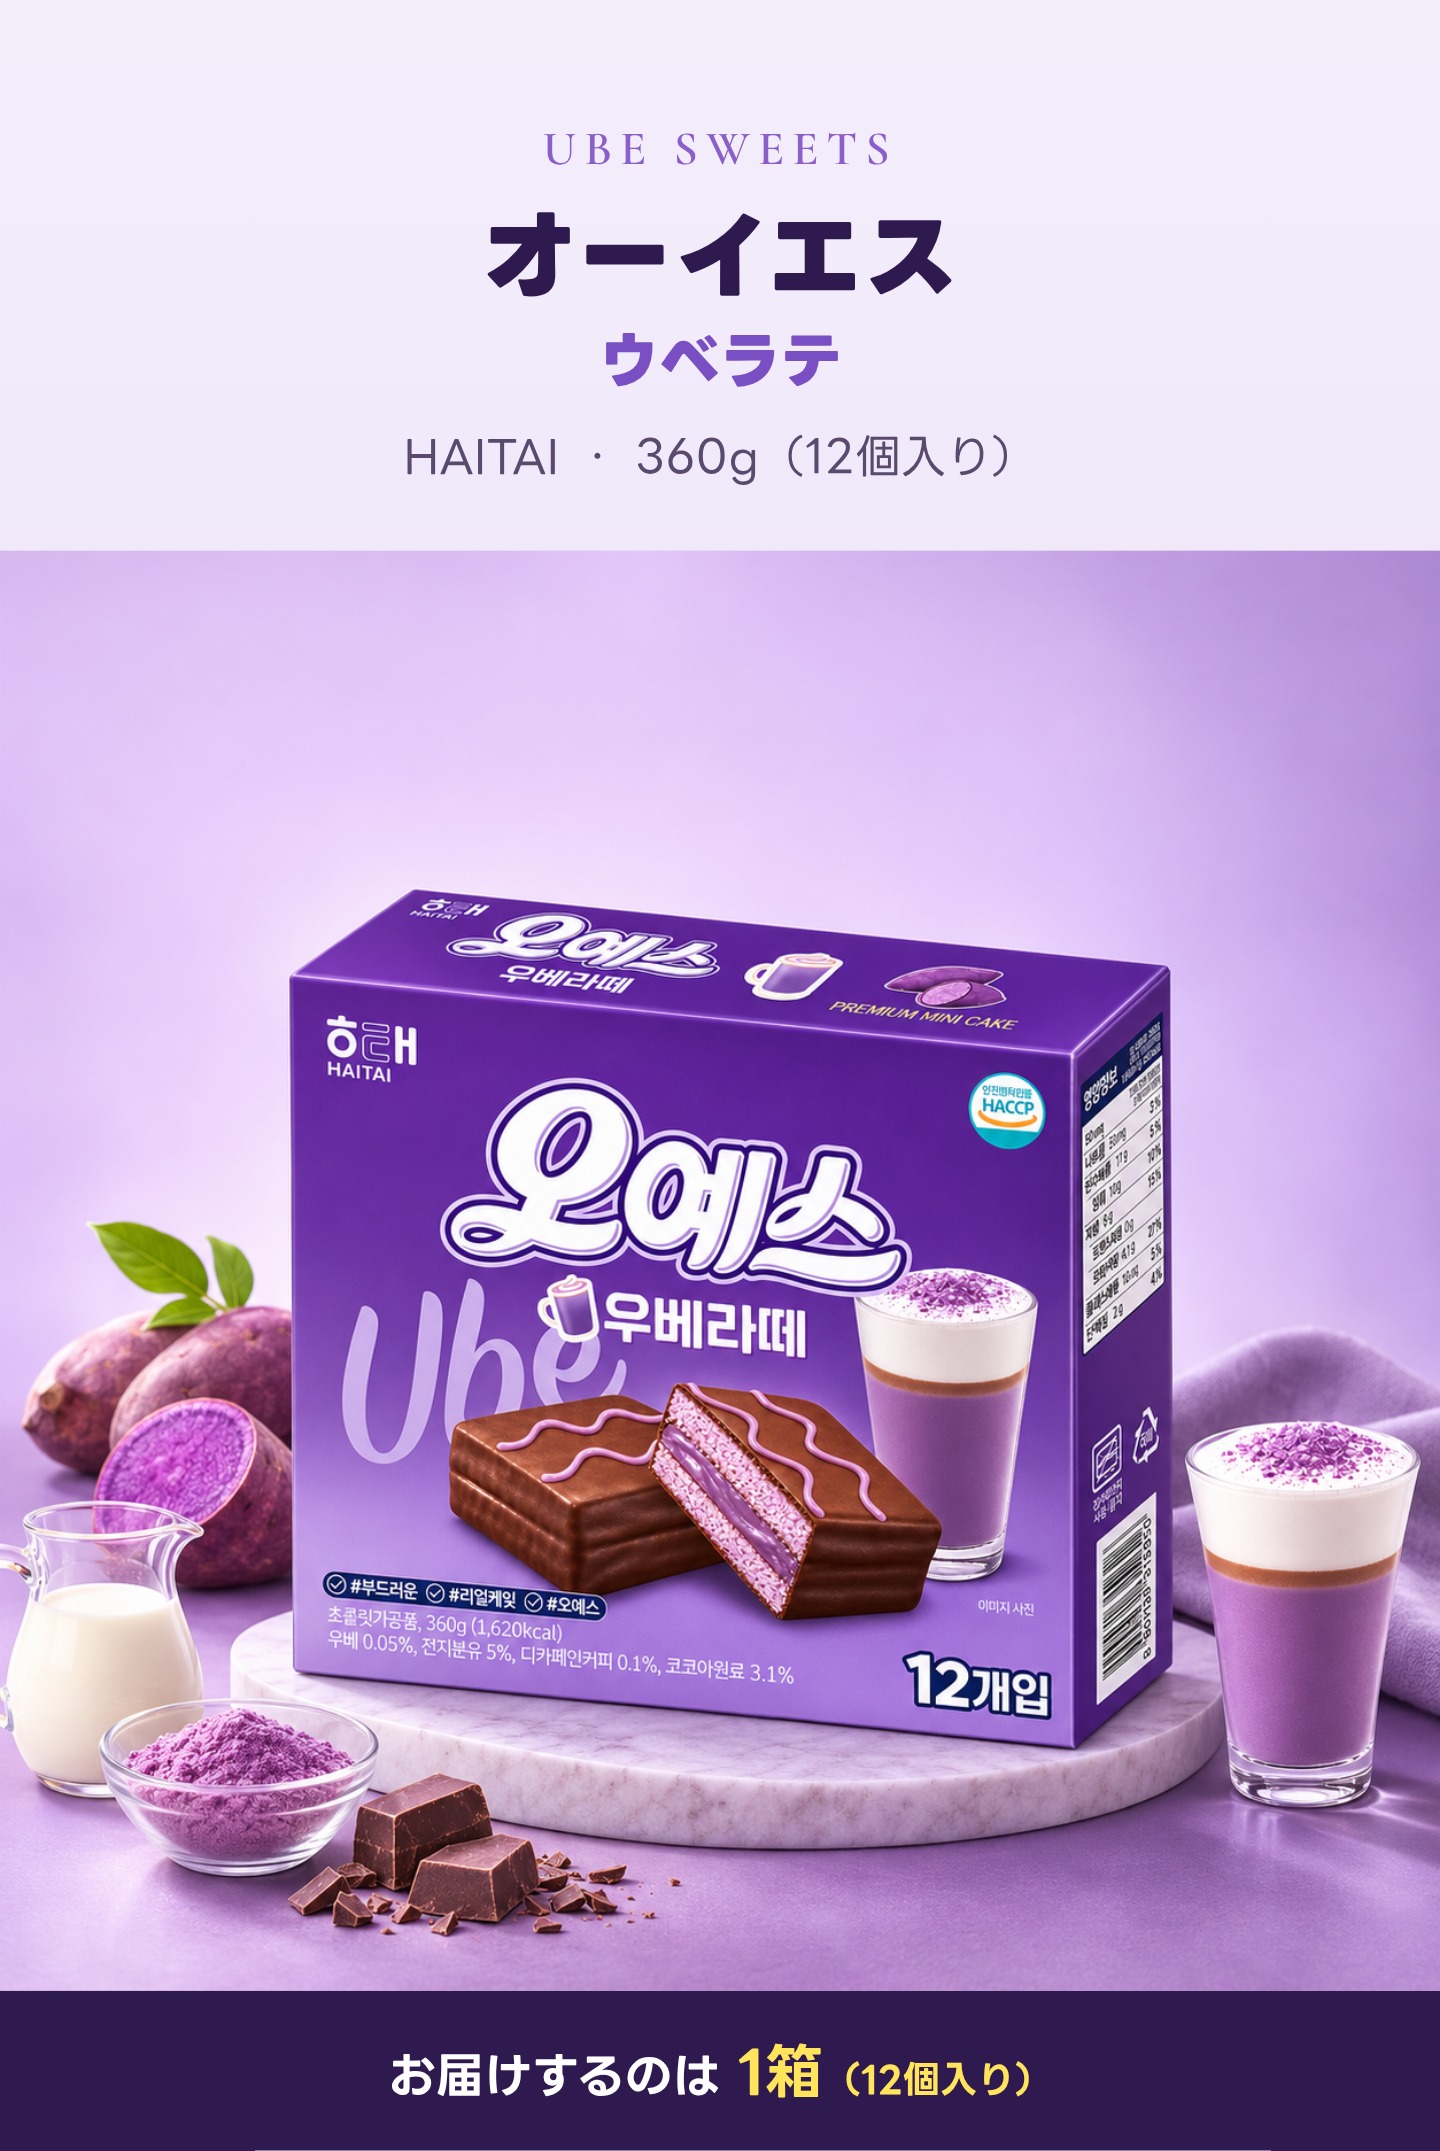 UBE SWEETS
オーイエス
ウベラテ
HAITAI · 360g（12個入り）
해태
HAITAI
오예스
우베라떼
PREMIUM MINI CAKE
해태
HAITAI
HACCP
오예스
Ube
우베라떼
#부드러운 #리얼케잌 #오예스
초콜릿가공품, 360g (1,620kcal)
우베 0.05%, 전지분유 5%, 디카페인커피 0.1%, 코코아원료 3.1%
이미지 사진
12개입
영양정보
お届けするのは 1箱（12個入り）